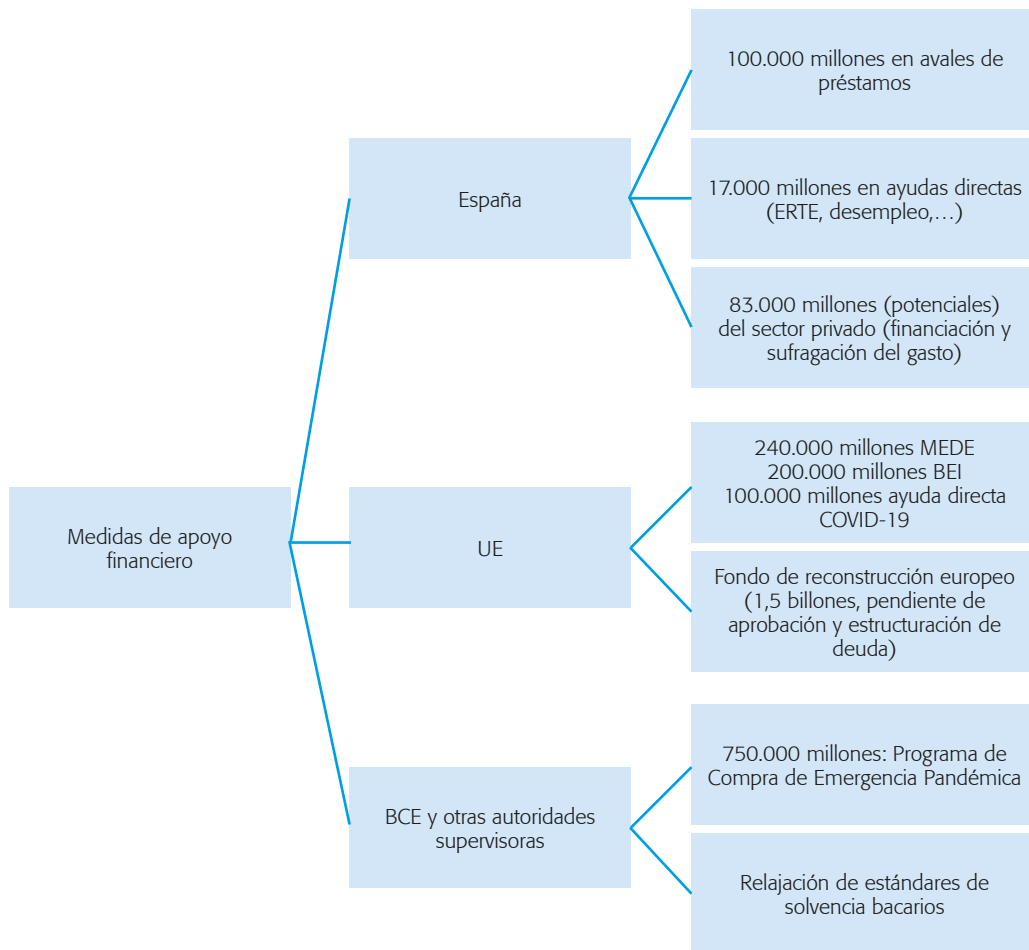 Medidas de apoyo
financiero
España
100.000 millones en avales de
préstamos
17.000 millones en ayudas directas
(ERTE, desempleo,…)
83.000 millones (potenciales)
del sector privado (financiación y
sufragación del gasto)
UE
240.000 millones MEDE
200.000 millones BEI
100.000 millones ayuda directa
COVID-19
Fondo de reconstrucción europeo
(1,5 billones, pendiente de
aprobación y estructuración de
deuda)
BCE y otras autoridades
supervisoras
750.000 millones: Programa de
Compra de Emergencia Pandémica
Relajación de estándares de
solvencia bacarios